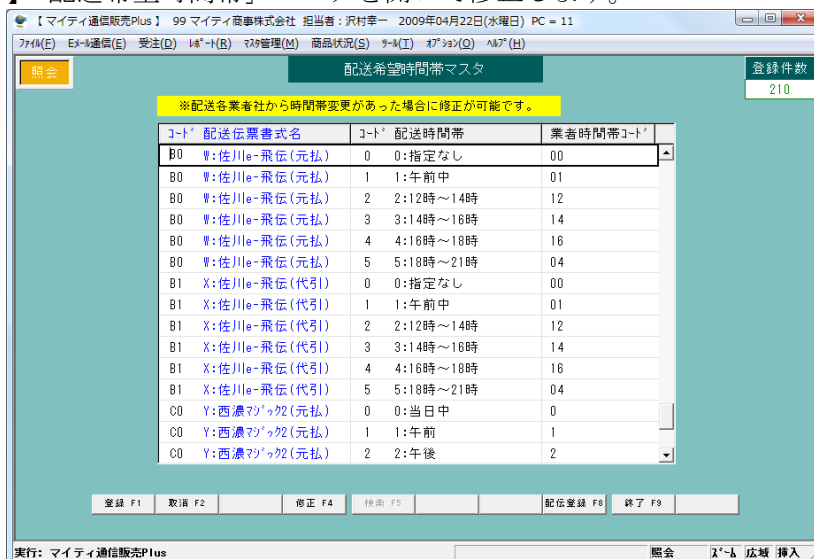 【 マイティ通信販売Plus 】 99 マイティ商事株式会社 担当者：沢村幸一 2009年04月22日(水曜日) PC = 11
ﾌｧｲﾙ(F) Eﾒｰﾙ通信(E) 受注(D) ﾚﾎﾟｰﾄ(R) ﾏｽﾀ管理(M) 商品状況(S) ﾂｰﾙ(T) ｵﾌﾟｼｮﾝ(O) ﾍﾙﾌﾟ(H)
照会 配送希望時間帯マスタ 登録件数
210
※配送各業者社から時間帯変更があった場合に修正が可能です。
ｺｰﾄﾞ 配送伝票書式名 ｺｰﾄﾞ 配送時間帯 業者時間帯ｺｰﾄﾞ
B0 W:佐川e-飛伝(元払) 0 0:指定なし 00
B0 W:佐川e-飛伝(元払) 1 1:午前中 01
B0 W:佐川e-飛伝(元払) 2 2:12時～14時 12
B0 W:佐川e-飛伝(元払) 3 3:14時～16時 14
B0 W:佐川e-飛伝(元払) 4 4:16時～18時 16
B0 W:佐川e-飛伝(元払) 5 5:18時～21時 04
B1 X:佐川e-飛伝(代引) 0 0:指定なし 00
B1 X:佐川e-飛伝(代引) 1 1:午前中 01
B1 X:佐川e-飛伝(代引) 2 2:12時～14時 12
B1 X:佐川e-飛伝(代引) 3 3:14時～16時 14
B1 X:佐川e-飛伝(代引) 4 4:16時～18時 16
B1 X:佐川e-飛伝(代引) 5 5:18時～21時 04
C0 Y:西濃ﾏｼﾞｯｸ2(元払) 0 0:当日中 0
C0 Y:西濃ﾏｼﾞｯｸ2(元払) 1 1:午前 1
C0 Y:西濃ﾏｼﾞｯｸ2(元払) 2 2:午後 2
登録 F1 取消 F2 修正 F4 検索 F5 配伝登録 F8 終了 F9
実行: マイティ通信販売Plus 照会 ｽﾞｰﾑ 広域 挿入